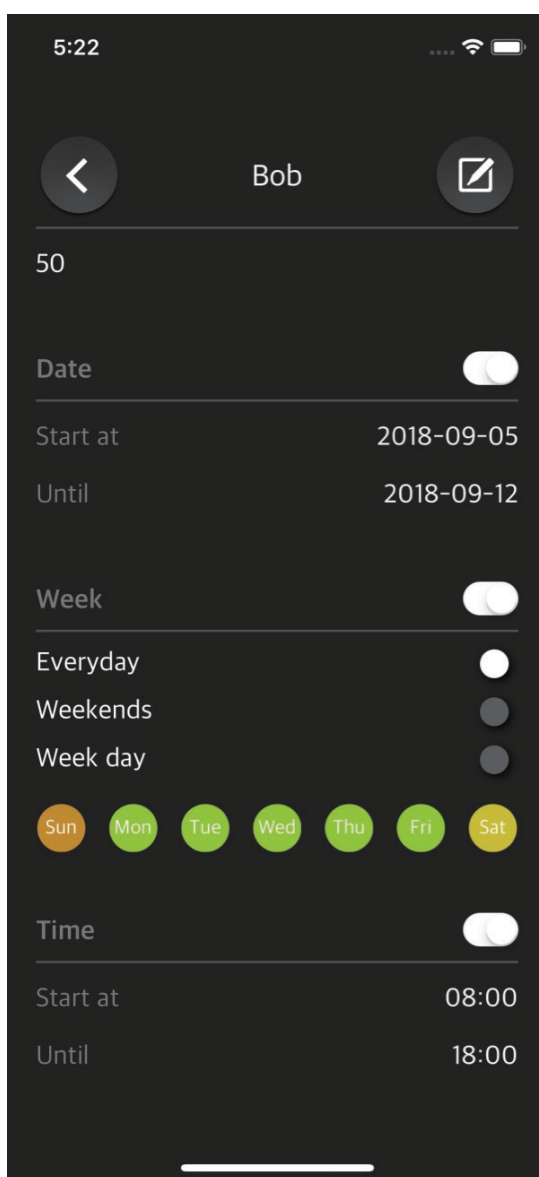 5:22
Bob
50
Date
Start at 2018-09-05
Until 2018-09-12
Week
Everyday
Weekends
Week day
Sun Mon Tue Wed Thu Fri Sat
Time
Start at 08:00
Until 18:00